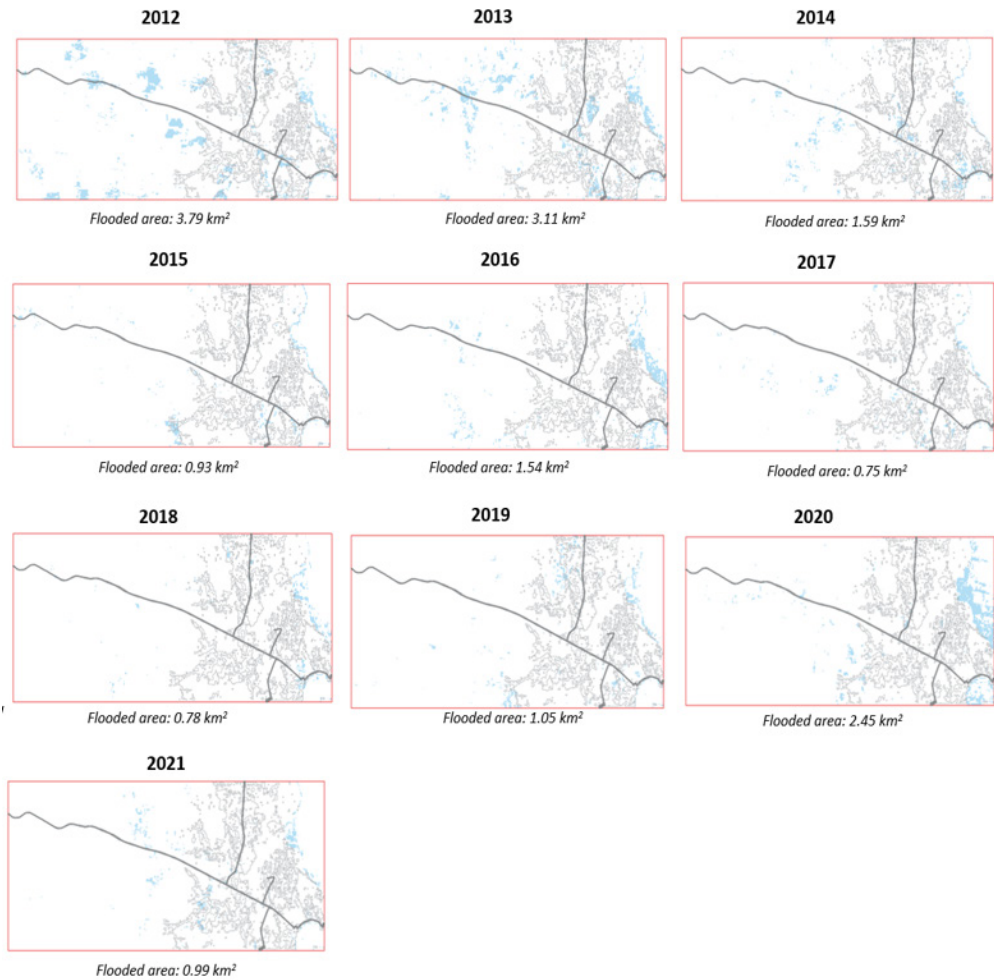 2012
2013
2014
Flooded area: 3.79 km²
Flooded area: 3.11 km²
Flooded area: 1.59 km²
2015
2016
2017
Flooded area: 0.93 km²
Flooded area: 1.54 km²
Flooded area: 0.75 km²
2018
2019
2020
Flooded area: 0.78 km²
Flooded area: 1.05 km²
Flooded area: 2.45 km²
2021
Flooded area: 0.99 km²